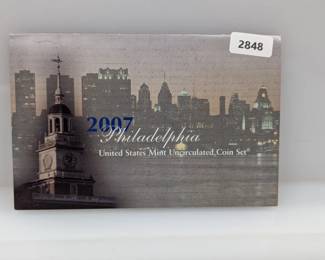 2848
2007
Philadelphia
United States Mint Uncirculated Coin Set®